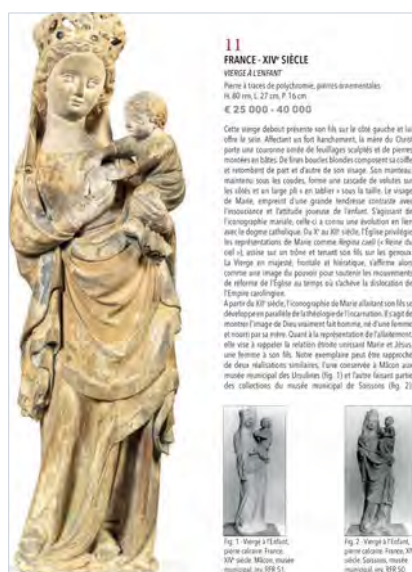 11
FRANCE - XIVᵉ SIÈCLE
VIERGE À L'ENFANT
Pierre à traces de polychromie, pierres ornementales
H. 80 cm, L. 27 cm, P. 16 cm
€ 25 000 - 40 000
Cette vierge debout présente son fils sur le côté gauche et lui
offre le sein. Affectant un fort hanchement, la mère du Christ
porte une couronne ornée de feuillages sculptés et de pierres
montées en bâtes. De fines boucles blondes composent sa coiffe
et retombent de part et d'autre de son visage. Son manteau,
maintenu sous les coudes, forme une cascade de volutes sur
les côtés et un large pli « en tablier » sous la taille. Le visage
de Marie, empreint d'une grande tendresse contraste avec
l'insouciance et l'attitude joueuse de l'enfant. S'agissant de
l'iconographie mariale, celle-ci a connu une évolution en lien
avec le dogme catholique. Du Xᵉ au XIIᵉ siècle, l'Église privilégie
les représentations de Marie comme Regina caeli (« Reine du
ciel »), assise sur un trône et tenant son fils sur les genoux.
La Vierge en majesté, frontale et hiératique, s'affirme alors
comme une image du pouvoir pour soutenir les mouvements
de réforme de l'Église au temps où s'achève la dislocation de
l'Empire carolingien.
A partir du XIIᵉ siècle, l'iconographie de Marie allaitant son fils se
développe en parallèle de la théologie de l'incarnation. Il s'agit de
montrer l'image de Dieu vraiment fait homme, né d'une femme
et nourri par sa mère. Quant à la représentation de l'allaitement,
elle vise à rappeler la relation étroite unissant Marie et Jésus,
une femme à son fils. Notre exemplaire peut être rapproché
de deux réalisations similaires, l'une conservée à Mâcon au
musée municipal des Ursulines (fig. 1) et l'autre faisant partie
des collections du musée municipal de Soissons (fig. 2).
Fig. 1 - Vierge à l'Enfant,
pierre calcaire. France,
XIVᵉ siècle. Mâcon, musée
municipal, inv. RFR 51.
Fig. 2 - Vierge à l'Enfant,
pierre calcaire. France, XIVᵉ
siècle. Soissons, musée
municipal, inv. RFR 50.